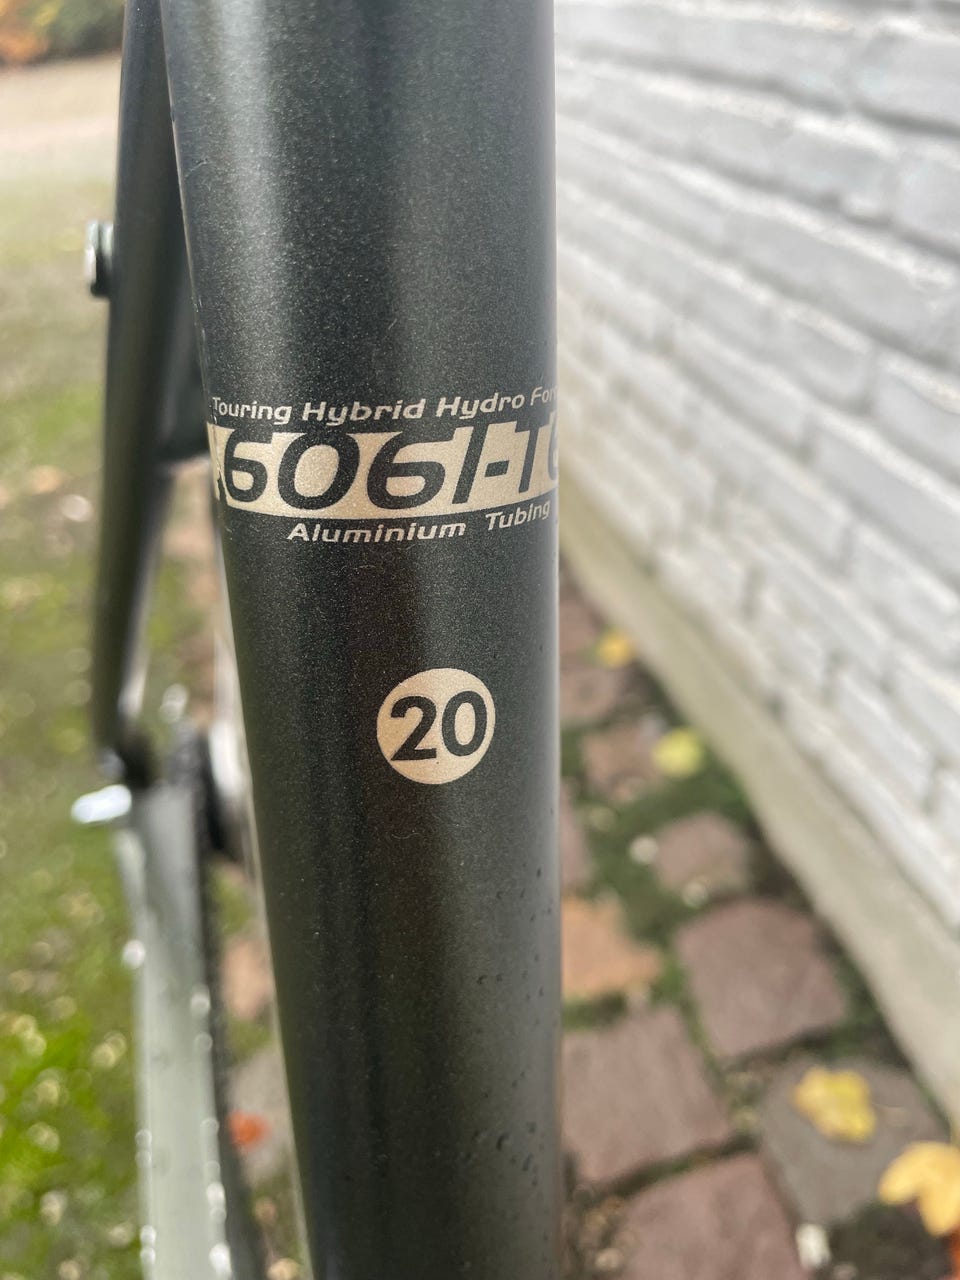 Touring Hybrid Hydro
6061-T
Aluminium Tubing
20